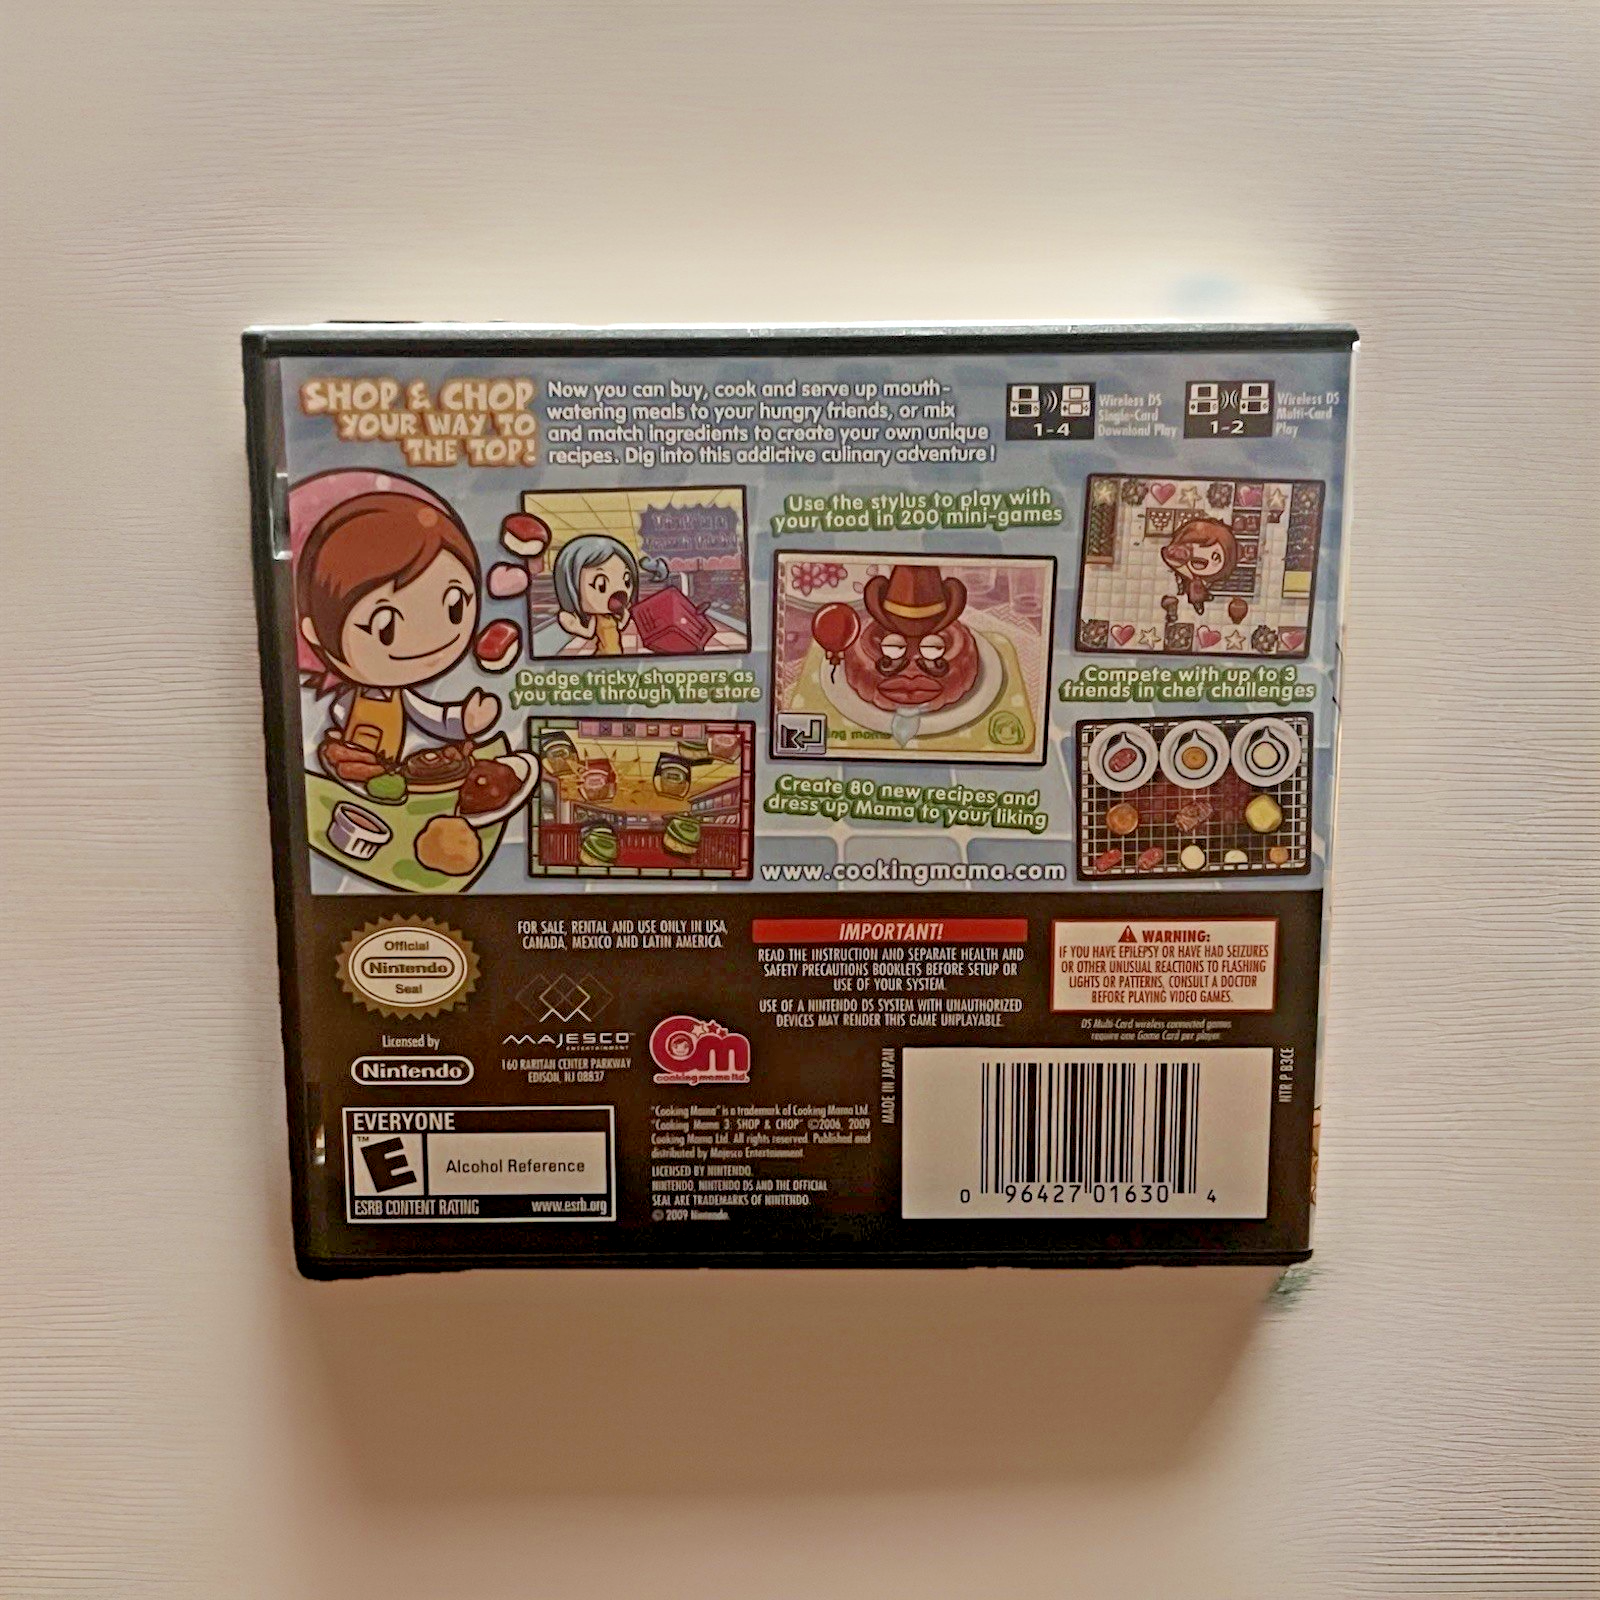 SHOP & CHOP
YOUR WAY TO
THE TOP!
Now you can buy, cook and serve up mouth-
watering meals to your hungry friends, or mix
and match ingredients to create your own unique
recipes. Dig into this addictive culinary adventure!
1-4
Wireless DS
Single-Card
Download Play
1-2
Wireless DS
Multi-Card
Play
Use the stylus to play with
your food in 200 mini-games
Dodge tricky shoppers as
you race through the store
Compete with up to 3
friends in chef challenges
Create 80 new recipes and
dress up Mama to your liking
www.cookingmama.com
Official
Nintendo
Seal
Licensed by
Nintendo
FOR SALE, RENTAL AND USE ONLY IN USA,
CANADA, MEXICO AND LATIN AMERICA.
MAJESCO
ENTERTAINMENT
160 RARITAN CENTER PARKWAY
EDISON, NJ 08837
cooking mama ltd.
IMPORTANT!
READ THE INSTRUCTION AND SEPARATE HEALTH AND
SAFETY PRECAUTIONS BOOKLETS BEFORE SETUP OR
USE OF YOUR SYSTEM.
USE OF A NINTENDO DS SYSTEM WITH UNAUTHORIZED
DEVICES MAY RENDER THIS GAME UNPLAYABLE.
WARNING:
IF YOU HAVE EPILEPSY OR HAVE HAD SEIZURES
OR OTHER UNUSUAL REACTIONS TO FLASHING
LIGHTS OR PATTERNS, CONSULT A DOCTOR
BEFORE PLAYING VIDEO GAMES.
DS Multi-Card wireless connected games
require one Game Card per player.
EVERYONE
E
TM
Alcohol Reference
ESRB CONTENT RATING
www.esrb.org
"Cooking Mama" is a trademark of Cooking Mama Ltd.
"Cooking Mama 3: SHOP & CHOP" ©2006, 2009
Cooking Mama Ltd. All rights reserved. Published and
distributed by Majesco Entertainment.
LICENSED BY NINTENDO.
NINTENDO, NINTENDO DS AND THE OFFICIAL
SEAL ARE TRADEMARKS OF NINTENDO.
© 2009 Nintendo.
MADE IN JAPAN
0 96427 01630 4
NTR P B3CE